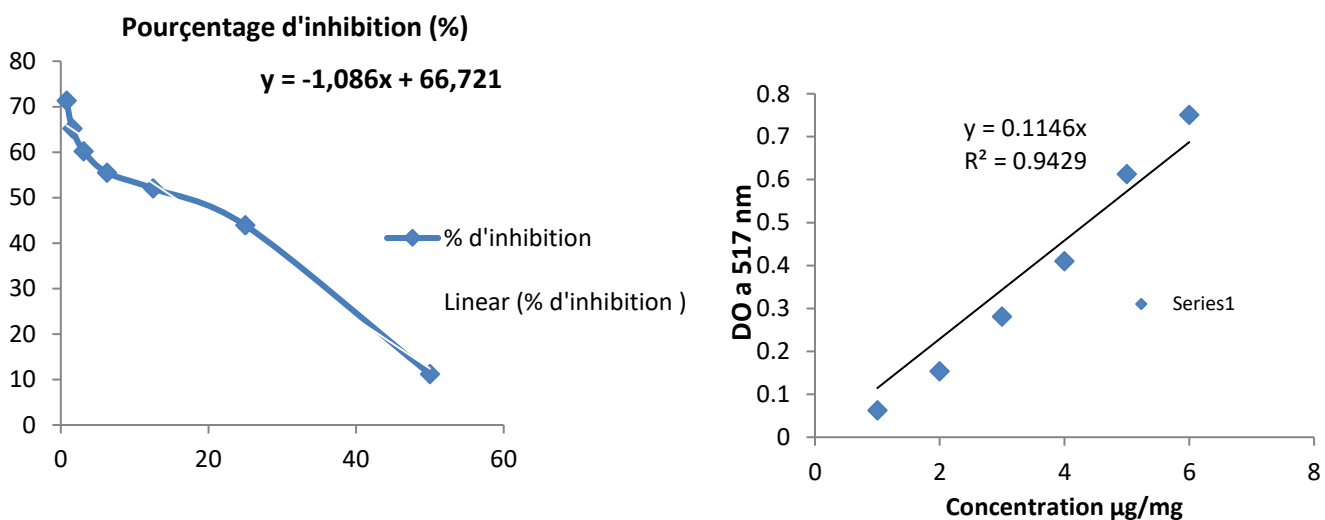 Pourçentage d'inhibition (%)
y = -1,086x + 66,721
80
70
60
50
40
30
20
10
0
0 20 40 60
% d'inhibition
Linear (% d'inhibition )
y = 0.1146x
R² = 0.9429
DO a 517 nm
0.8
0.7
0.6
0.5
0.4
0.3
0.2
0.1
0
0 2 4 6 8
Series1
Concentration µg/mg